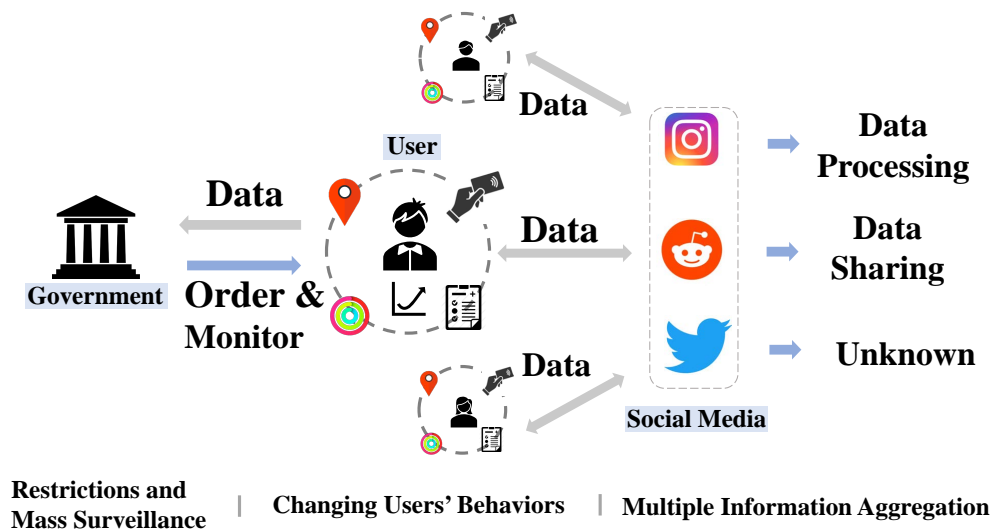 Data
User
Data
Data
Processing
Data
Data
Sharing
Government
Order &
Monitor
Data
Unknown
Social Media
Restrictions and
Mass Surveillance
Changing Users' Behaviors
Multiple Information Aggregation